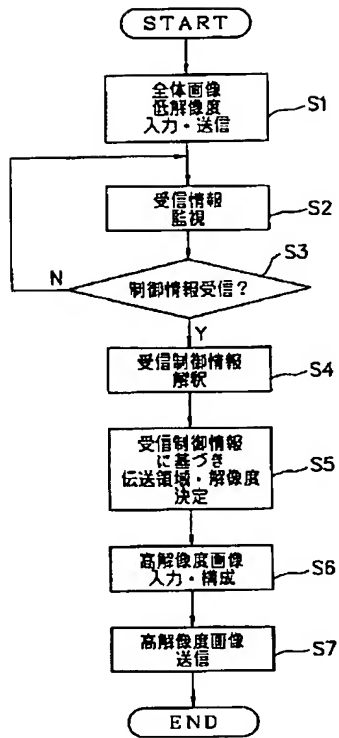 START
全体画像
低解像度
入力・送信
S1
受信情報
監視
S2
S3
制御情報受信?
N
Y
受信制御情報
解釈
S4
受信制御情報
に基づき
伝送領域・解像度
決定
S5
高解像度画像
入力・構成
S6
高解像度画像
送信
S7
END